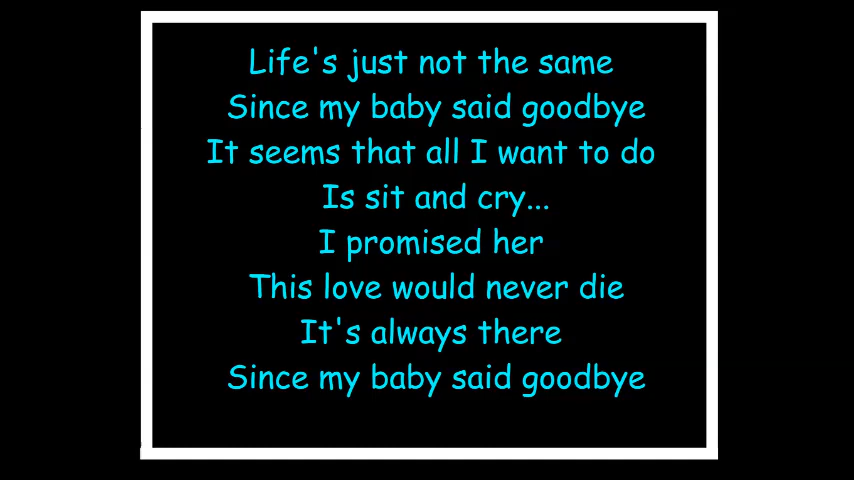 Life's just not the same
Since my baby said goodbye
It seems that all I want to do
Is sit and cry...
I promised her
This love would never die
It's always there
Since my baby said goodbye